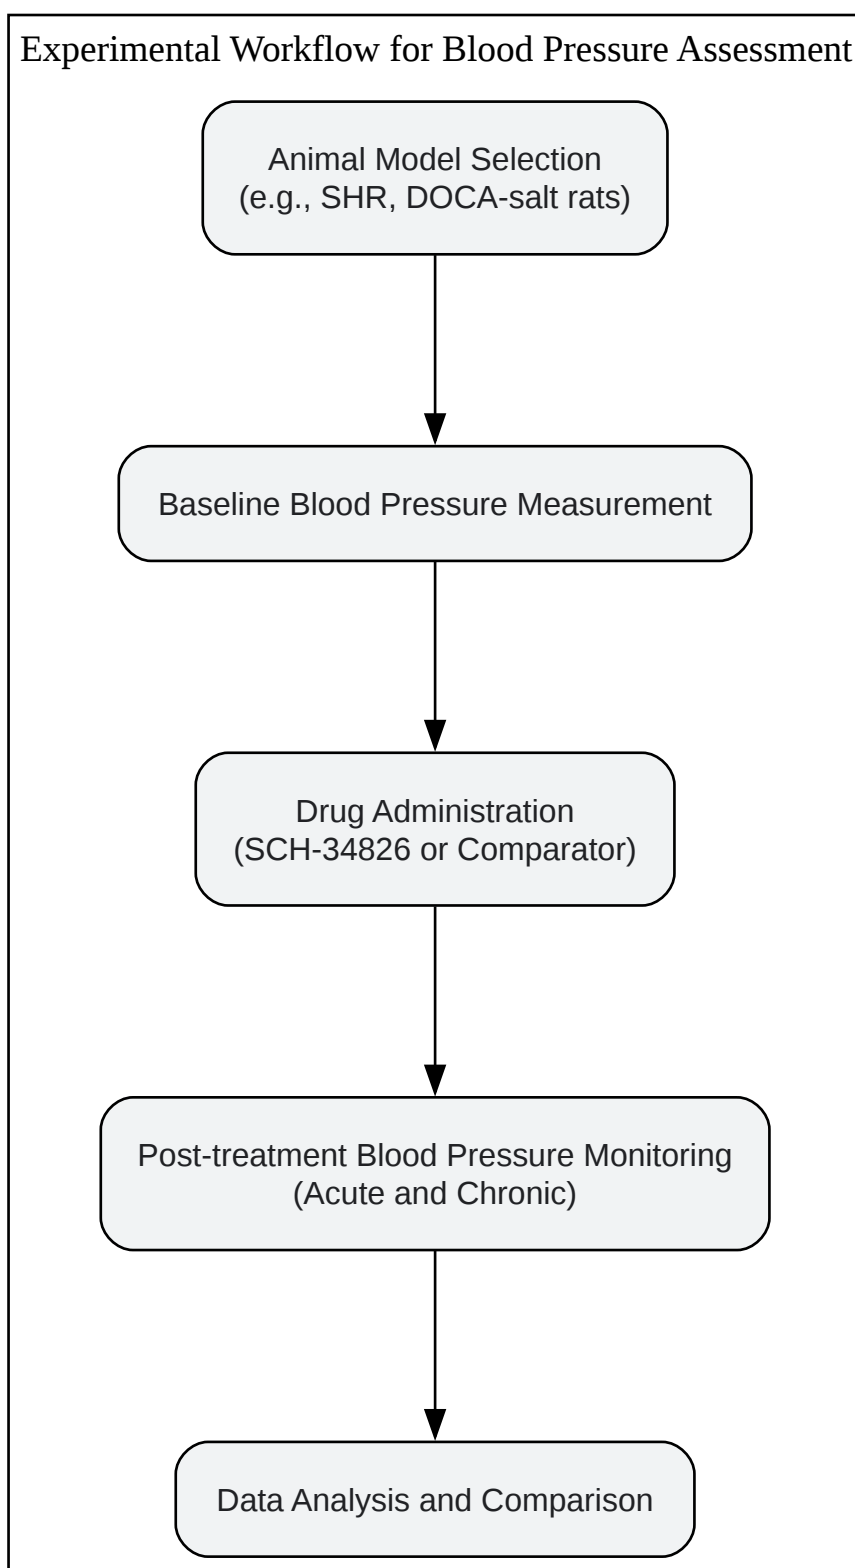 Experimental Workflow for Blood Pressure Assessment
Animal Model Selection
(e.g., SHR, DOCA-salt rats)
Baseline Blood Pressure Measurement
Drug Administration
(SCH-34826 or Comparator)
Post-treatment Blood Pressure Monitoring
(Acute and Chronic)
Data Analysis and Comparison